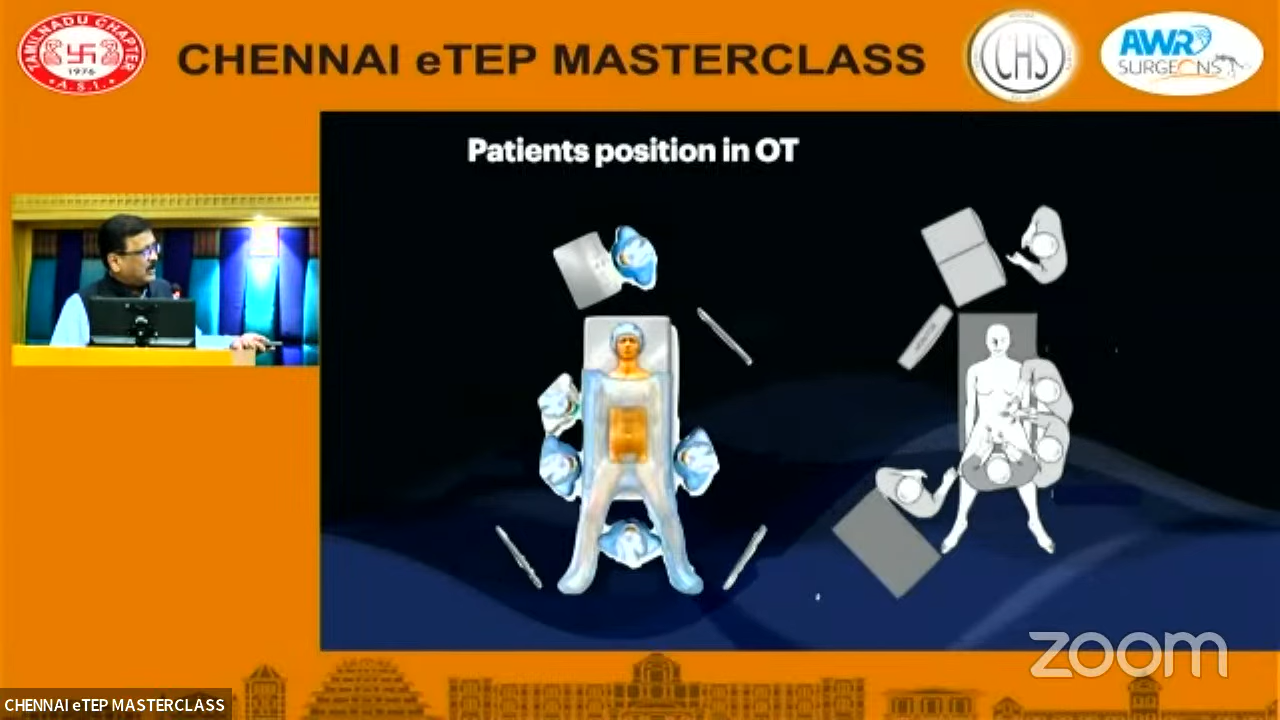 TAMILNADU CHAPTER
1976
A.S.I.
CHENNAI eTEP MASTERCLASS
CHS
AWR
SURGEONS
Patients position in OT
zoom
CHENNAI eTEP MASTERCLASS